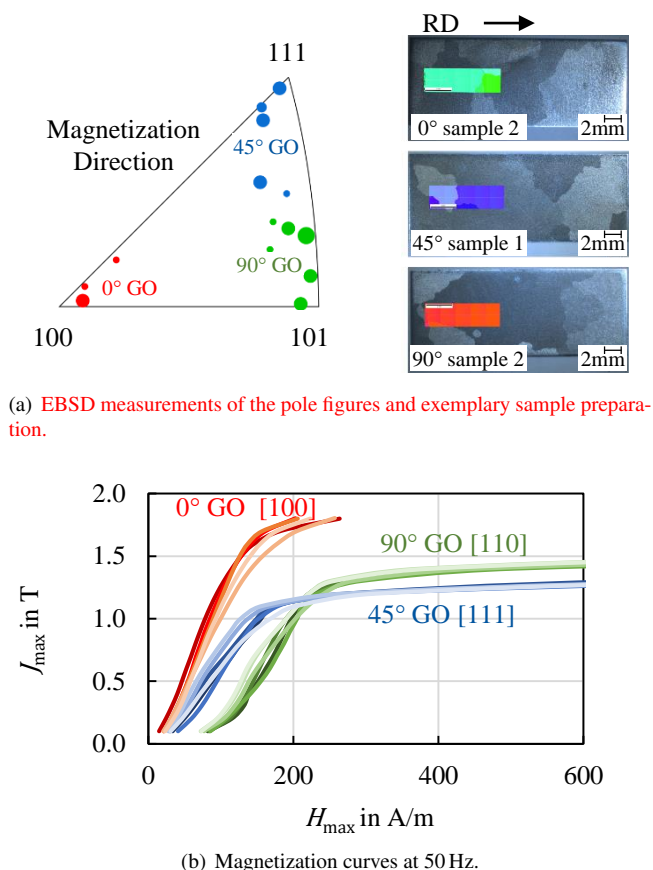 RD
111
Magnetization
Direction
45° GO
90° GO
0° GO
100
101
0° sample 2
2mm
45° sample 1
2mm
90° sample 2
2mm
(a) EBSD measurements of the pole figures and exemplary sample prepara-
tion.
2.0
1.5
1.0
0.5
0.0
J max in T
0° GO [100]
90° GO [110]
45° GO [111]
0
200
400
600
H max in A/m
(b) Magnetization curves at 50 Hz.